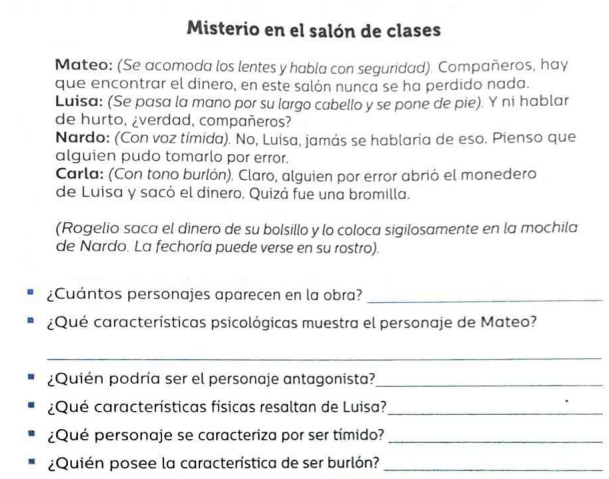 Misterio en el salón de clases
Mateo: (Se acomoda los lentes y habla con seguridad). Compañeros, hay
que encontrar el dinero, en este salón nunca se ha perdido nada.
Luisa: (Se pasa la mano por su largo cabello y se pone de pie). Y ni hablar
de hurto, ¿verdad, compañeros?
Nardo: (Con voz tímida). No, Luisa, jamás se hablaría de eso. Pienso que
alguien pudo tomarlo por error.
Carla: (Con tono burlón). Claro, alguien por error abrió el monedero
de Luisa y sacó el dinero. Quizá fue una bromilla.
(Rogelio saca el dinero de su bolsillo y lo coloca sigilosamente en la mochila
de Nardo. La fechoría puede verse en su rostro).
¿Cuántos personajes aparecen en la obra?
¿Qué características psicológicas muestra el personaje de Mateo?
¿Quién podría ser el personaje antagonista?
¿Qué características físicas resaltan de Luisa?
¿Qué personaje se caracteriza por ser tímido?
¿Quién posee la característica de ser burlón?